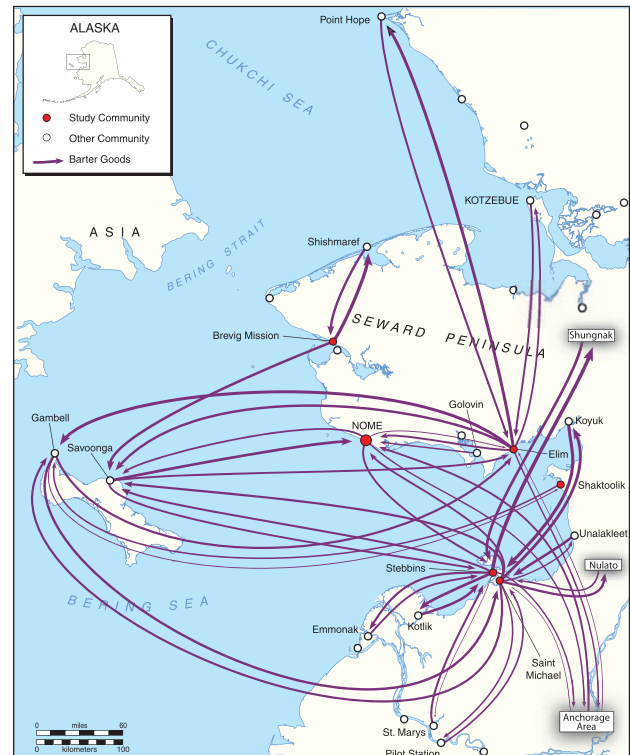 ALASKA
Study Community
Other Community
Barter Goods
Point Hope
CHUKCHI SEA
KOTZEBUE
ASIA
BERING STRAIT
Shishmaref
Brevig Mission
SEWARD PENINSULA
Shungnak
Golovin
Gambell
NOME
Koyuk
Savoonga
Elim
Shaktoolik
Unalakleet
Stebbins
Nulato
BERING SEA
Kotlik
Emmonak
Saint
Michael
St. Marys
Anchorage
Area
Pilot Station
0 miles 60
0 kilometers 100